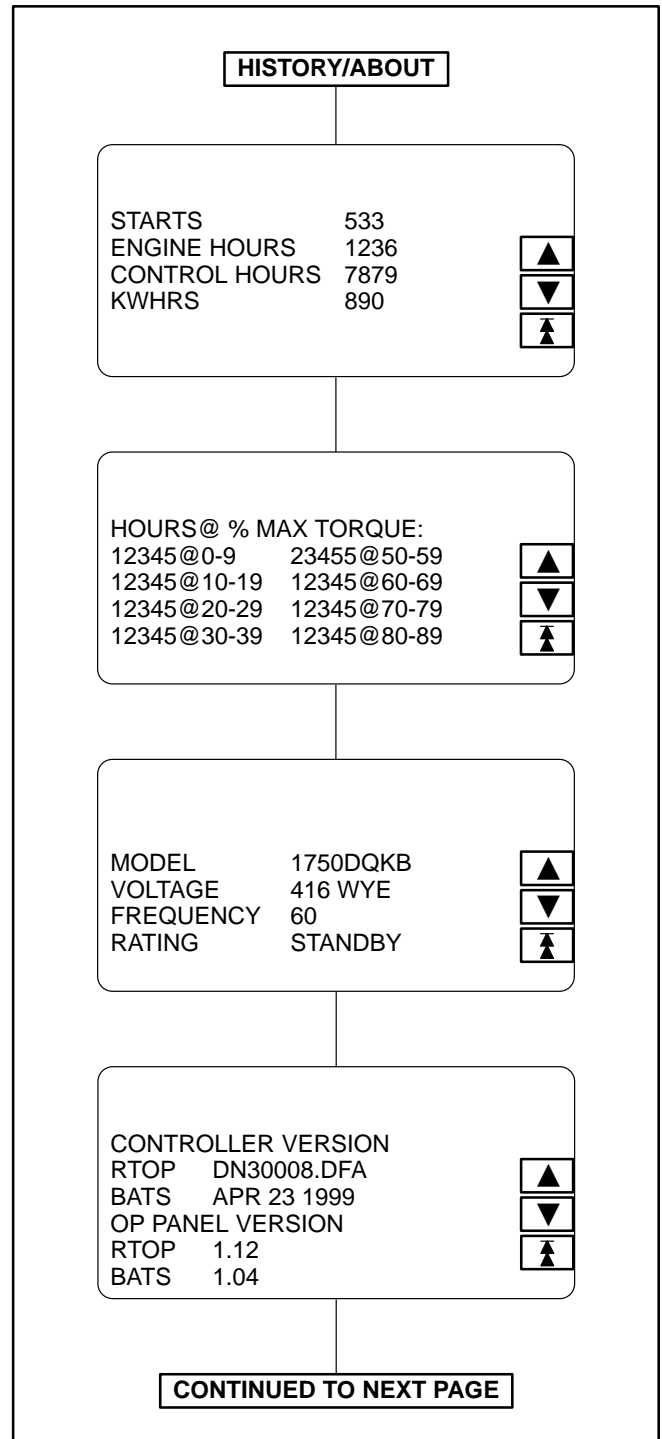 HISTORY/ABOUT
STARTS 533
ENGINE HOURS 1236
CONTROL HOURS 7879
KWHRS 890
HOURS@ % MAX TORQUE:
12345@0-9 23455@50-59
12345@10-19 12345@60-69
12345@20-29 12345@70-79
12345@30-39 12345@80-89
MODEL 1750DQKB
VOLTAGE 416 WYE
FREQUENCY 60
RATING STANDBY
CONTROLLER VERSION
RTOP DN30008.DFA
BATS APR 23 1999
OP PANEL VERSION
RTOP 1.12
BATS 1.04
CONTINUED TO NEXT PAGE